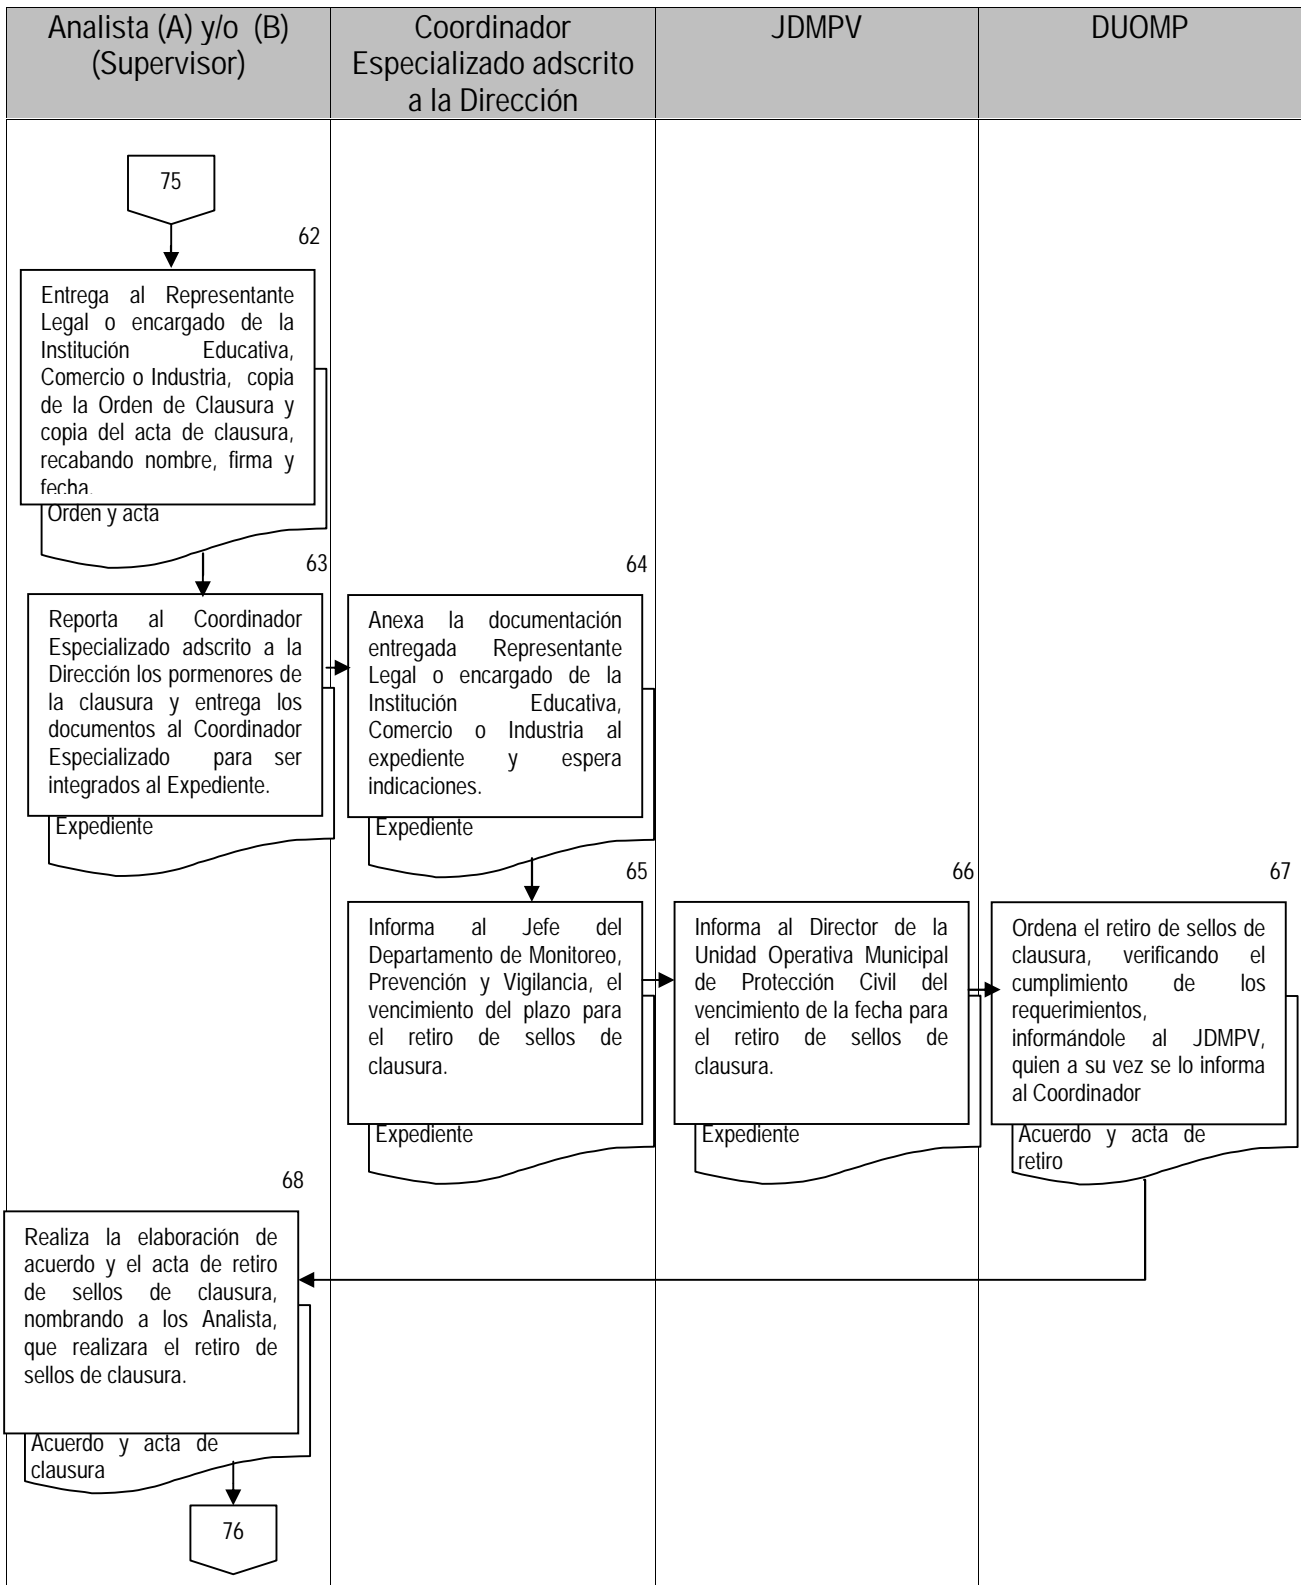 Analista (A) y/o (B)
(Supervisor)
Coordinador
Especializado adscrito
a la Dirección
JDMPV
DUOMP
75
62
Entrega al Representante
Legal o encargado de la
Institución Educativa,
Comercio o Industria, copia
de la Orden de Clausura y
copia del acta de clausura,
recabando nombre, firma y
fecha.
Orden y acta
63
Reporta al Coordinador
Especializado adscrito a la
Dirección los pormenores de
la clausura y entrega los
documentos al Coordinador
Especializado para ser
integrados al Expediente.
Expediente
64
Anexa la documentación
entregada Representante
Legal o encargado de la
Institución Educativa,
Comercio o Industria al
expediente y espera
indicaciones.
Expediente
65
Informa al Jefe del
Departamento de Monitoreo,
Prevención y Vigilancia, el
vencimiento del plazo para
el retiro de sellos de
clausura.
Expediente
66
Informa al Director de la
Unidad Operativa Municipal
de Protección Civil del
vencimiento de la fecha para
el retiro de sellos de
clausura.
Expediente
67
Ordena el retiro de sellos de
clausura, verificando el
cumplimiento de los
requerimientos,
informándole al JDMPV,
quien a su vez se lo informa
al Coordinador
Acuerdo y acta de
retiro
68
Realiza la elaboración de
acuerdo y el acta de retiro
de sellos de clausura,
nombrando a los Analista,
que realizara el retiro de
sellos de clausura.
Acuerdo y acta de
clausura
76